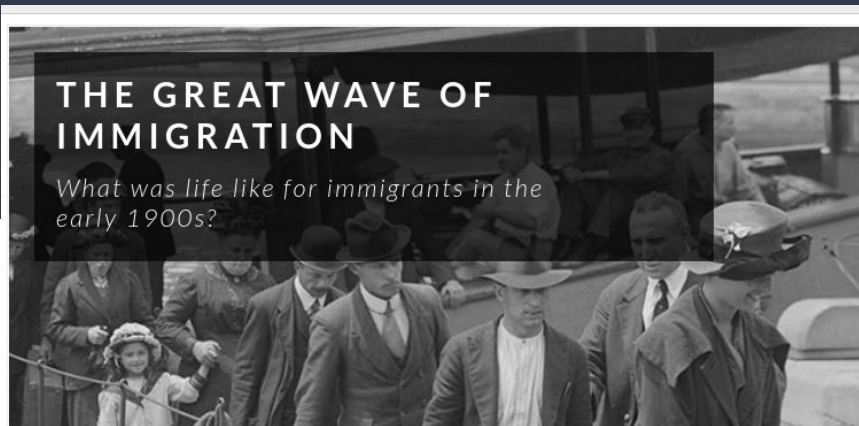 THE GREAT WAVE OF
IMMIGRATION
What was life like for immigrants in the
early 1900s?